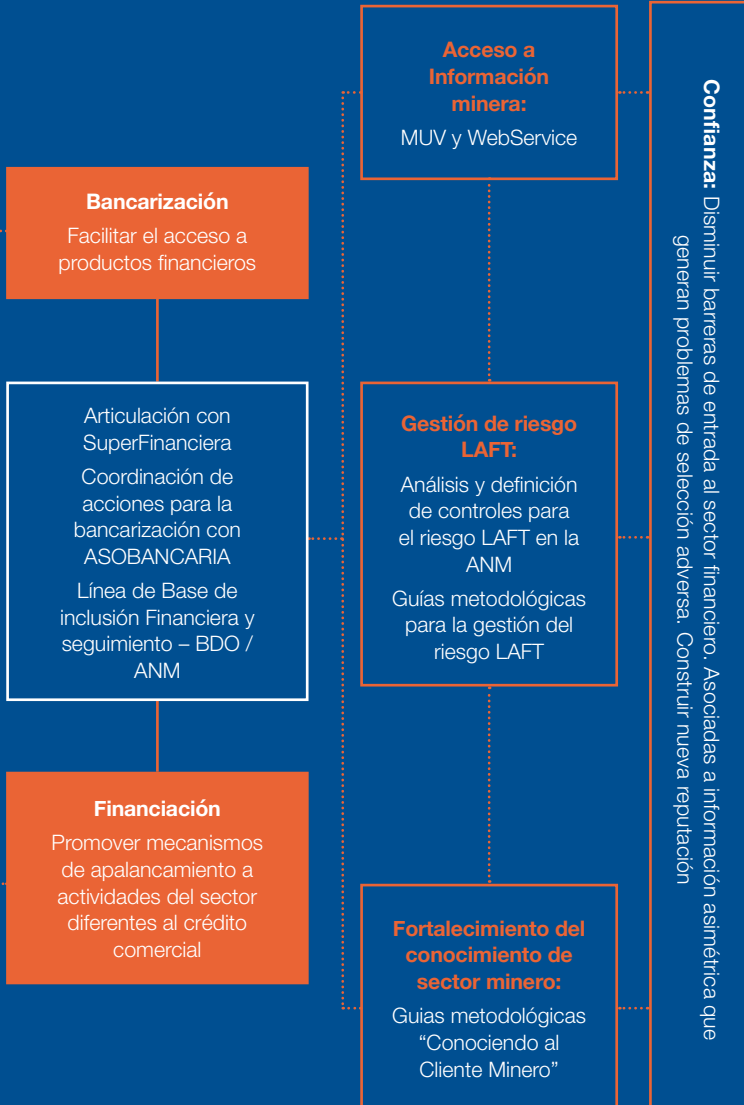 Bancarización
Facilitar el acceso a
productos financieros
Articulación con
SuperFinanciera
Coordinación de
acciones para la
bancarización con
ASOBANCARIA
Línea de Base de
inclusión Financiera y
seguimiento – BDO /
ANM
Financiación
Promover mecanismos
de apalancamiento a
actividades del sector
diferentes al crédito
comercial
Acceso a
Información
minera:
MUV y WebService
Gestión de riesgo
LAFT:
Análisis y definición
de controles para
el riesgo LAFT en la
ANM
Guías metodológicas
para la gestión del
riesgo LAFT
Fortalecimiento del
conocimiento de
sector minero:
Guias metodológicas
“Conociendo al
Cliente Minero”
Confianza: Disminuir barreras de entrada al sector financiero. Asociadas a información asimétrica que
generan problemas de selección adversa. Construir nueva reputación